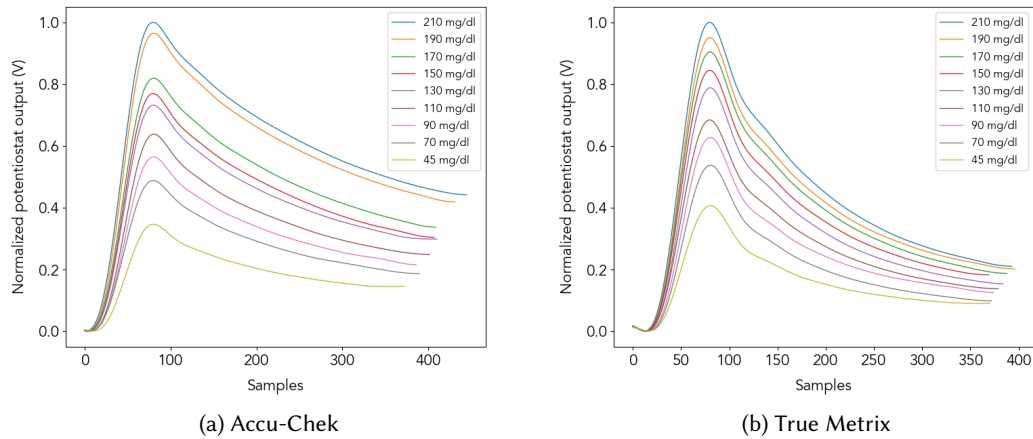 Normalized potentiostat output (V)
1.0
0.8
0.6
0.4
0.2
0.0
0
100
200
300
400
Samples
210 mg/dl
190 mg/dl
170 mg/dl
150 mg/dl
130 mg/dl
110 mg/dl
90 mg/dl
70 mg/dl
45 mg/dl
(a) Accu-Chek
Normalized potentiostat output (V)
1.0
0.8
0.6
0.4
0.2
0.0
0
50
100
150
200
250
300
350
400
Samples
210 mg/dl
190 mg/dl
170 mg/dl
150 mg/dl
130 mg/dl
110 mg/dl
90 mg/dl
70 mg/dl
45 mg/dl
(b) True Metrix